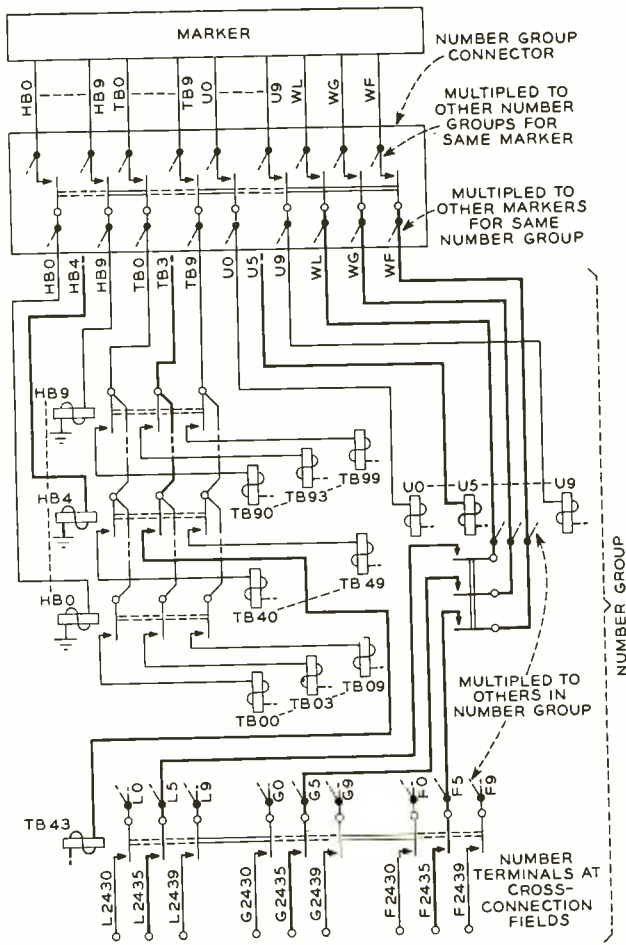 MARKER
NUMBER GROUP
CONNECTOR
HB0
HB9
TB0
TB9
U0
U9
WL
WG
WF
MULTIPLED TO
OTHER NUMBER
GROUPS FOR
SAME MARKER
MULTIPLED TO
OTHER MARKERS
FOR SAME
NUMBER GROUP
HB0
HB4
HB9
TB0
TB3
TB9
U0
U5
U9
WL
WG
WF
HB9
TB99
TB93
TB90
U0
U5
U9
HB4
TB49
TB40
HB0
TB09
TB03
TB00
MULTIPLED TO
OTHERS IN
NUMBER GROUP
NUMBER GROUP
TB43
L0
L5
L9
G0
G5
G9
F0
F5
F9
L2430
L2435
L2439
G2430
G2435
G2439
F2430
F2435
F2439
NUMBER
TERMINALS AT
CROSS-
CONNECTION
FIELDS